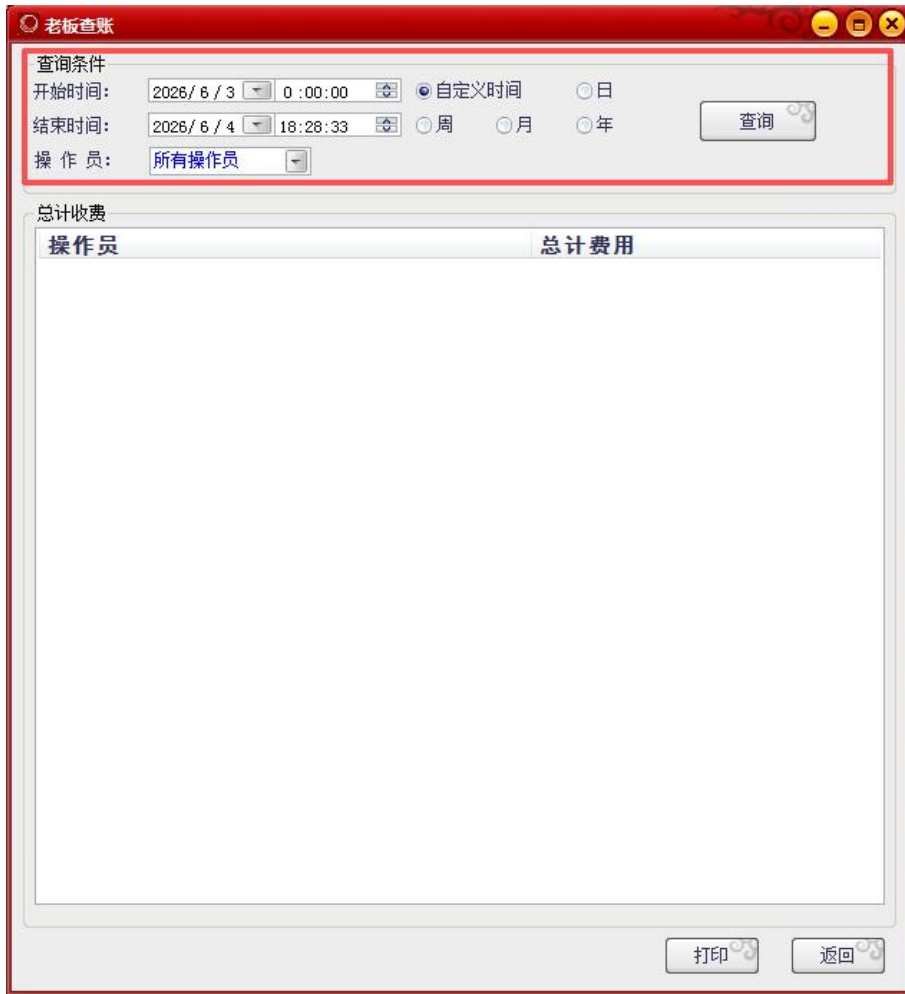 老板查账
查询条件
开始时间: 2026/ 6 / 3 0 :00:00 自定义时间 日
结束时间: 2026/ 6 / 4 18:28:33 周 月 年 查询
操 作 员: 所有操作员
总计收费
操作员 总计费用
打印 返回